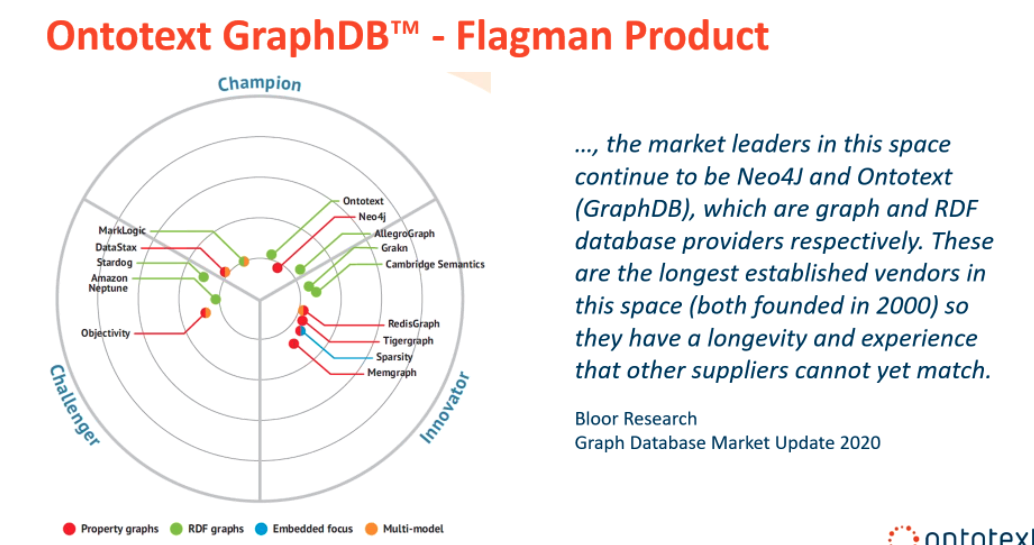 Ontotext GraphDB™ - Flagman Product
Champion
Ontotext
Neo4j
AllegroGraph
Grakn
Cambridge Semantics
MarkLogic
DataStax
Stardog
Amazon
Neptune
Objectivity
RedisGraph
Tigergraph
Sparsity
Memgraph
Challenger
Innovator
Property graphs
RDF graphs
Embedded focus
Multi-model
..., the market leaders in this space
continue to be Neo4J and Ontotext
(GraphDB), which are graph and RDF
database providers respectively. These
are the longest established vendors in
this space (both founded in 2000) so
they have a longevity and experience
that other suppliers cannot yet match.
Bloor Research
Graph Database Market Update 2020
ontotext